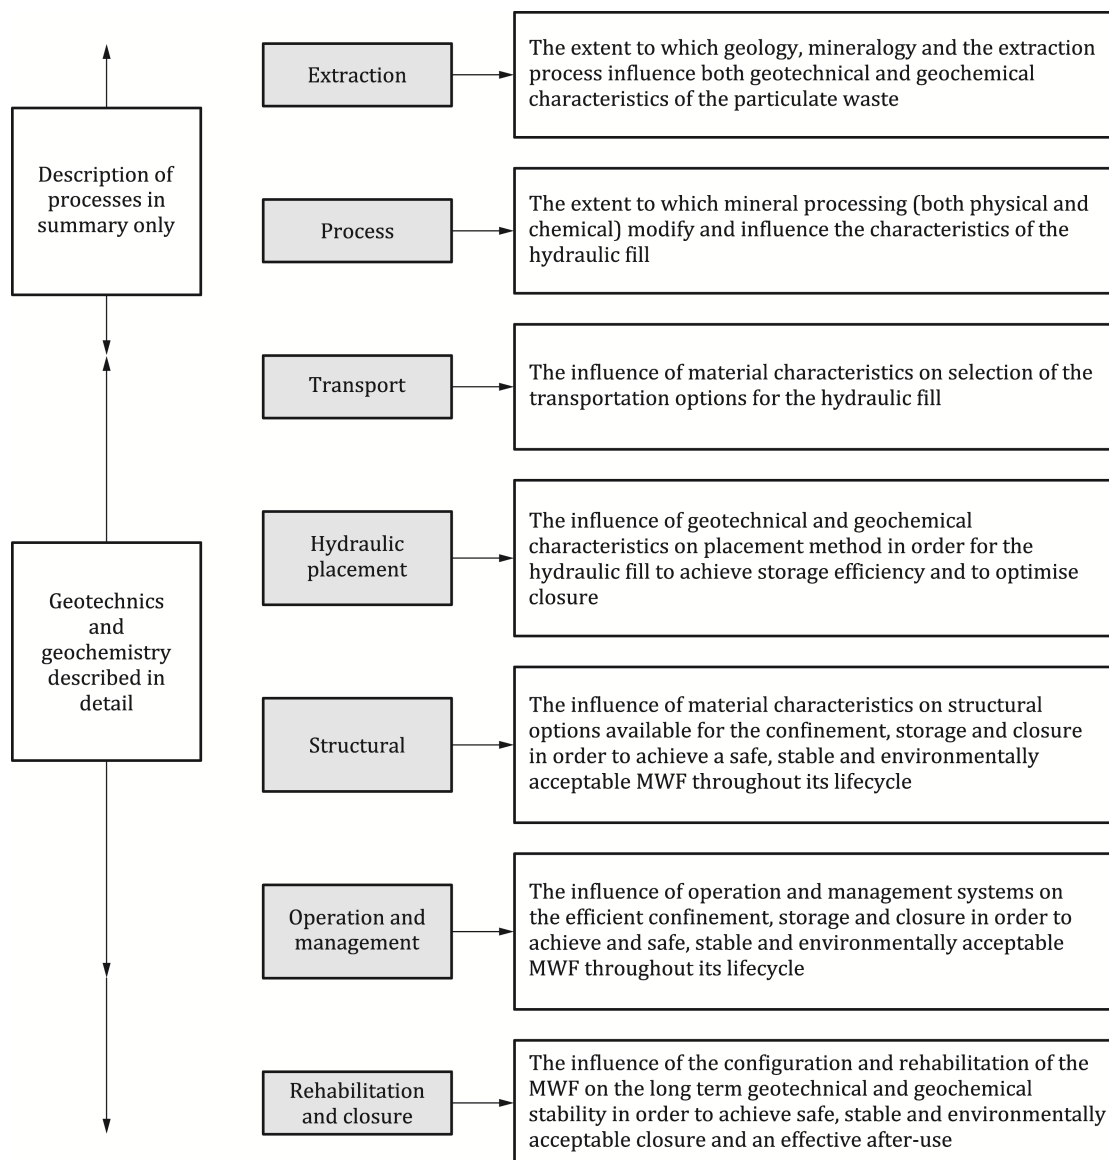 Extraction
The extent to which geology, mineralogy and the extraction
process influence both geotechnical and geochemical
characteristics of the particulate waste
Description of
processes in
summary only
Process
The extent to which mineral processing (both physical and
chemical) modify and influence the characteristics of the
hydraulic fill
Transport
The influence of material characteristics on selection of the
transportation options for the hydraulic fill
Hydraulic
placement
The influence of geotechnical and geochemical
characteristics on placement method in order for the
hydraulic fill to achieve storage efficiency and to optimise
closure
Geotechnics
and
geochemistry
described in
detail
Structural
The influence of material characteristics on structural
options available for the confinement, storage and closure
in order to achieve a safe, stable and environmentally
acceptable MWF throughout its lifecycle
Operation and
management
The influence of operation and management systems on
the efficient confinement, storage and closure in order to
achieve and safe, stable and environmentally acceptable
MWF throughout its lifecycle
Rehabilitation
and closure
The influence of the configuration and rehabilitation of the
MWF on the long term geotechnical and geochemical
stability in order to achieve safe, stable and environmentally
acceptable closure and an effective after-use